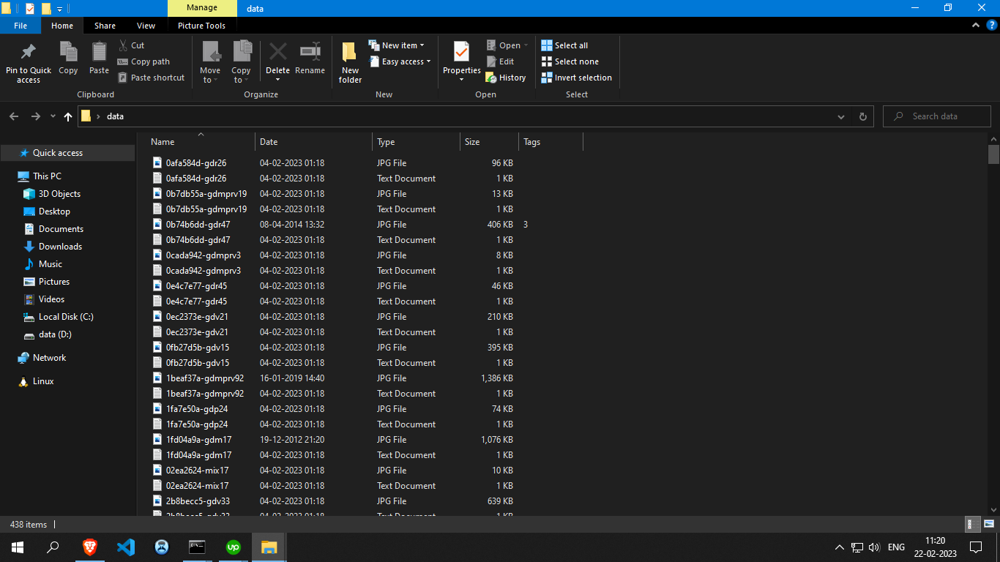 Manage data
File Home Share View Picture Tools
Pin to Quick access
Copy
Paste
Cut
Copy path
Paste shortcut
Clipboard
Move to
Copy to
Delete
Rename
Organize
New folder
New item
Easy access
New
Properties
Open
Edit
History
Open
Select all
Select none
Invert selection
Select
data
Search data
Quick access
This PC
3D Objects
Desktop
Documents
Downloads
Music
Pictures
Videos
Local Disk (C:)
data (D:)
Network
Linux
Name Date Type Size Tags
0afa584d-gdr26 04-02-2023 01:18 JPG File 96 KB
0afa584d-gdr26 04-02-2023 01:18 Text Document 1 KB
0b7db55a-gdmprv19 04-02-2023 01:18 JPG File 13 KB
0b7db55a-gdmprv19 04-02-2023 01:18 Text Document 1 KB
0b74b6dd-gdr47 08-04-2014 13:32 JPG File 406 KB 3
0b74b6dd-gdr47 04-02-2023 01:18 Text Document 1 KB
0cada942-gdmprv3 04-02-2023 01:18 JPG File 8 KB
0cada942-gdmprv3 04-02-2023 01:18 Text Document 1 KB
0e4c7e77-gdr45 04-02-2023 01:18 JPG File 46 KB
0e4c7e77-gdr45 04-02-2023 01:18 Text Document 1 KB
0ec2373e-gdv21 04-02-2023 01:18 JPG File 210 KB
0ec2373e-gdv21 04-02-2023 01:18 Text Document 1 KB
0fb27d5b-gdv15 04-02-2023 01:18 JPG File 395 KB
0fb27d5b-gdv15 04-02-2023 01:18 Text Document 1 KB
1beaf37a-gdmprv92 16-01-2019 14:40 JPG File 1,386 KB
1beaf37a-gdmprv92 04-02-2023 01:18 Text Document 1 KB
1fa7e50a-gdp24 04-02-2023 01:18 JPG File 74 KB
1fa7e50a-gdp24 04-02-2023 01:18 Text Document 1 KB
1fd04a9a-gdm17 19-12-2012 21:20 JPG File 1,076 KB
1fd04a9a-gdm17 04-02-2023 01:18 Text Document 1 KB
02ea2624-mix17 04-02-2023 01:18 JPG File 10 KB
02ea2624-mix17 04-02-2023 01:18 Text Document 1 KB
2b8becc5-gdv33 04-02-2023 01:18 JPG File 639 KB
2b8becc5-gdv33 04-02-2023 01:18 Text Document 1 KB
438 items
up
ENG
11:20
22-02-2023